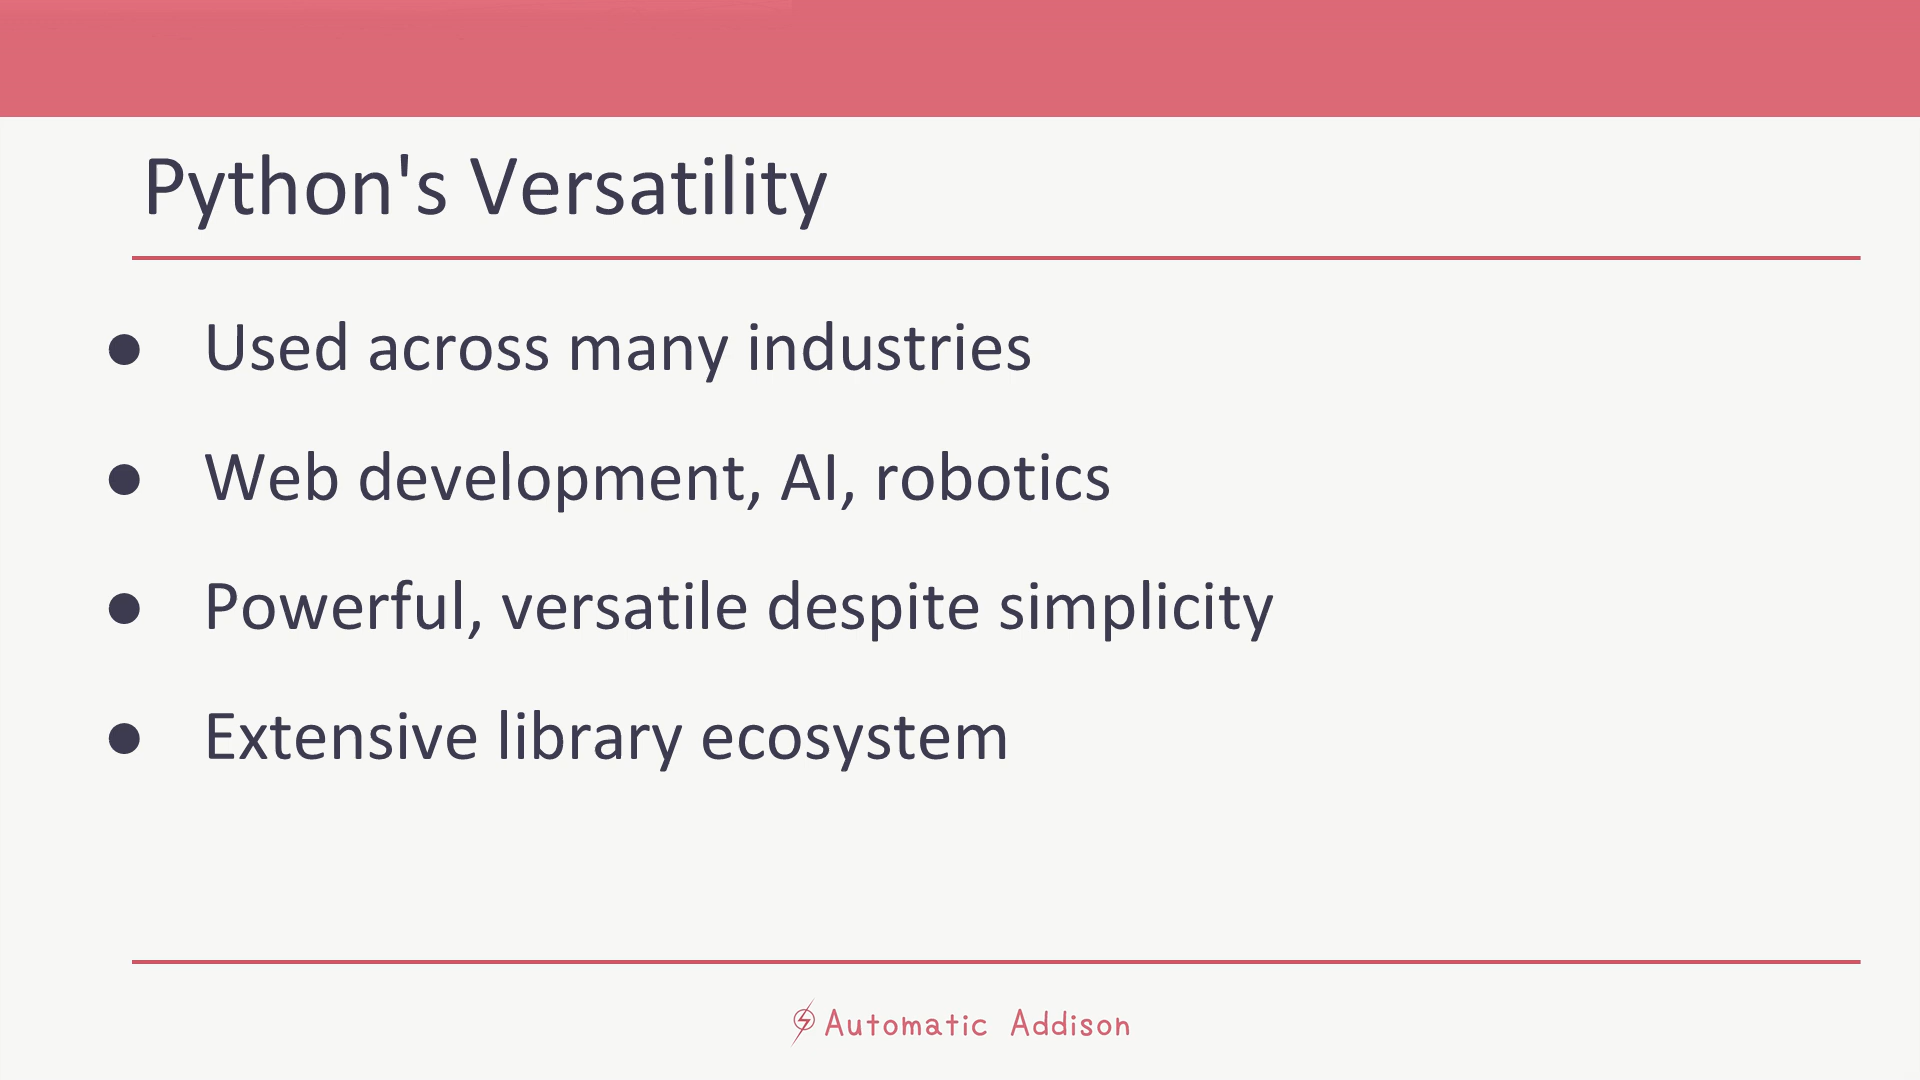 Python's Versatility
● Used across many industries
● Web development, AI, robotics
● Powerful, versatile despite simplicity
● Extensive library ecosystem
Automatic Addison